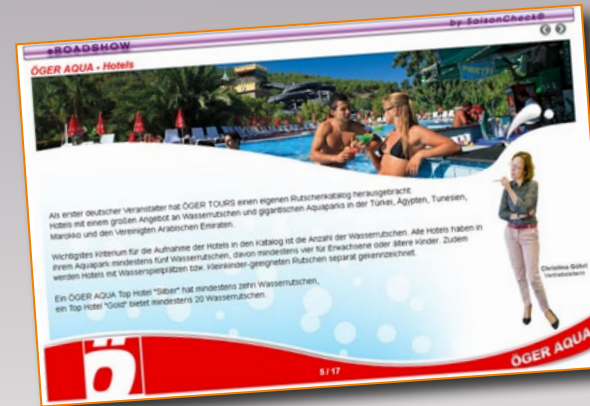 eROADSHOW
by SaisonCheck®
ÖGER AQUA - Hotels
Als erster deutscher Veranstalter hat ÖGER TOURS einen eigenen Rutschenkatalog herausgebracht:
Hotels mit einem großen Angebot an Wasserrutschen und gigantischen Aquaparks in der Türkei, Ägypten, Tunesien,
Marokko und den Vereinigten Arabischen Emiraten.
Wichtigstes Kriterium für die Aufnahme der Hotels in den Katalog ist die Anzahl der Wasserrutschen. Alle Hotels haben in
ihrem Aquapark mindestens fünf Wasserrutschen, davon mindestens vier für Erwachsene oder ältere Kinder. Zudem
werden Hotels mit Wasserspielplätzen bzw. Kleinkinder-geeigneten Rutschen separat gekennzeichnet.
Ein ÖGER AQUA Top Hotel "Silber" hat mindestens zehn Wasserrutschen,
ein Top Hotel "Gold" bietet mindestens 20 Wasserrutschen.
Christina Göbel
Vertriebsleiterin
ö
5 / 17
ÖGER AQUA